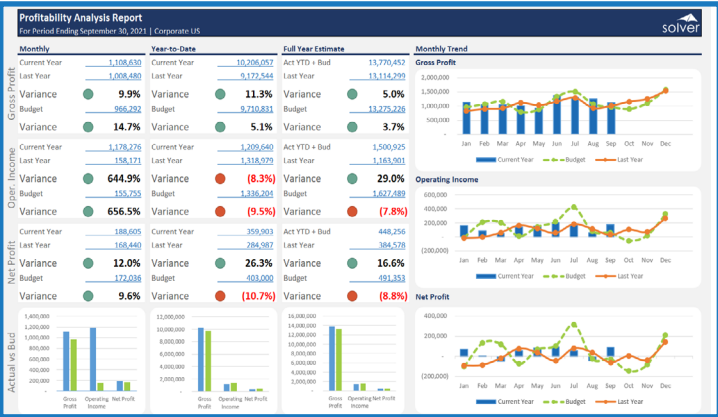 Profitability Analysis Report
For Period Ending September 30, 2021 | Corporate US
solver
Monthly Year-to-Date Full Year Estimate Monthly Trend
Gross Profit
Current Year 1,108,630 Current Year 10,206,057 Act YTD + Bud 13,770,452
Last Year 1,008,480 Last Year 9,172,544 Last Year 13,114,299
Variance 9.9% Variance 11.3% Variance 5.0%
Budget 966,292 Budget 9,710,831 Budget 13,275,226
Variance 14.7% Variance 5.1% Variance 3.7%
Oper. Income
Current Year 1,178,276 Current Year 1,209,640 Act YTD + Bud 1,500,925
Last Year 158,171 Last Year 1,318,979 Last Year 1,163,901
Variance 644.9% Variance (8.3%) Variance 29.0%
Budget 155,755 Budget 1,336,204 Budget 1,627,489
Variance 656.5% Variance (9.5%) Variance (7.8%)
Net Profit
Current Year 188,605 Current Year 359,903 Act YTD + Bud 448,256
Last Year 168,440 Last Year 284,987 Last Year 384,578
Variance 12.0% Variance 26.3% Variance 16.6%
Budget 172,036 Budget 403,000 Budget 491,353
Variance 9.6% Variance (10.7%) Variance (8.8%)
Gross Profit
2,000,000
1,500,000
1,000,000
500,000
-
Jan Feb Mar Apr May Jun Jul Aug Sep Oct Nov Dec
Current Year Budget Last Year
Operating Income
600,000
400,000
200,000
-
(200,000)
Jan Feb Mar Apr May Jun Jul Aug Sep Oct Nov Dec
Current Year Budget Last Year
Net Profit
400,000
200,000
-
(200,000)
Jan Feb Mar Apr May Jun Jul Aug Sep Oct Nov Dec
Current Year Budget Last Year
Actual vs Bud
1,400,000
1,200,000
1,000,000
800,000
600,000
400,000
200,000
-
Gross Profit Operating Income Net Profit
12,000,000
10,000,000
8,000,000
6,000,000
4,000,000
2,000,000
-
Gross Profit Operating Income Net Profit
16,000,000
14,000,000
12,000,000
10,000,000
8,000,000
6,000,000
4,000,000
2,000,000
-
Gross Profit Operating Income Net Profit